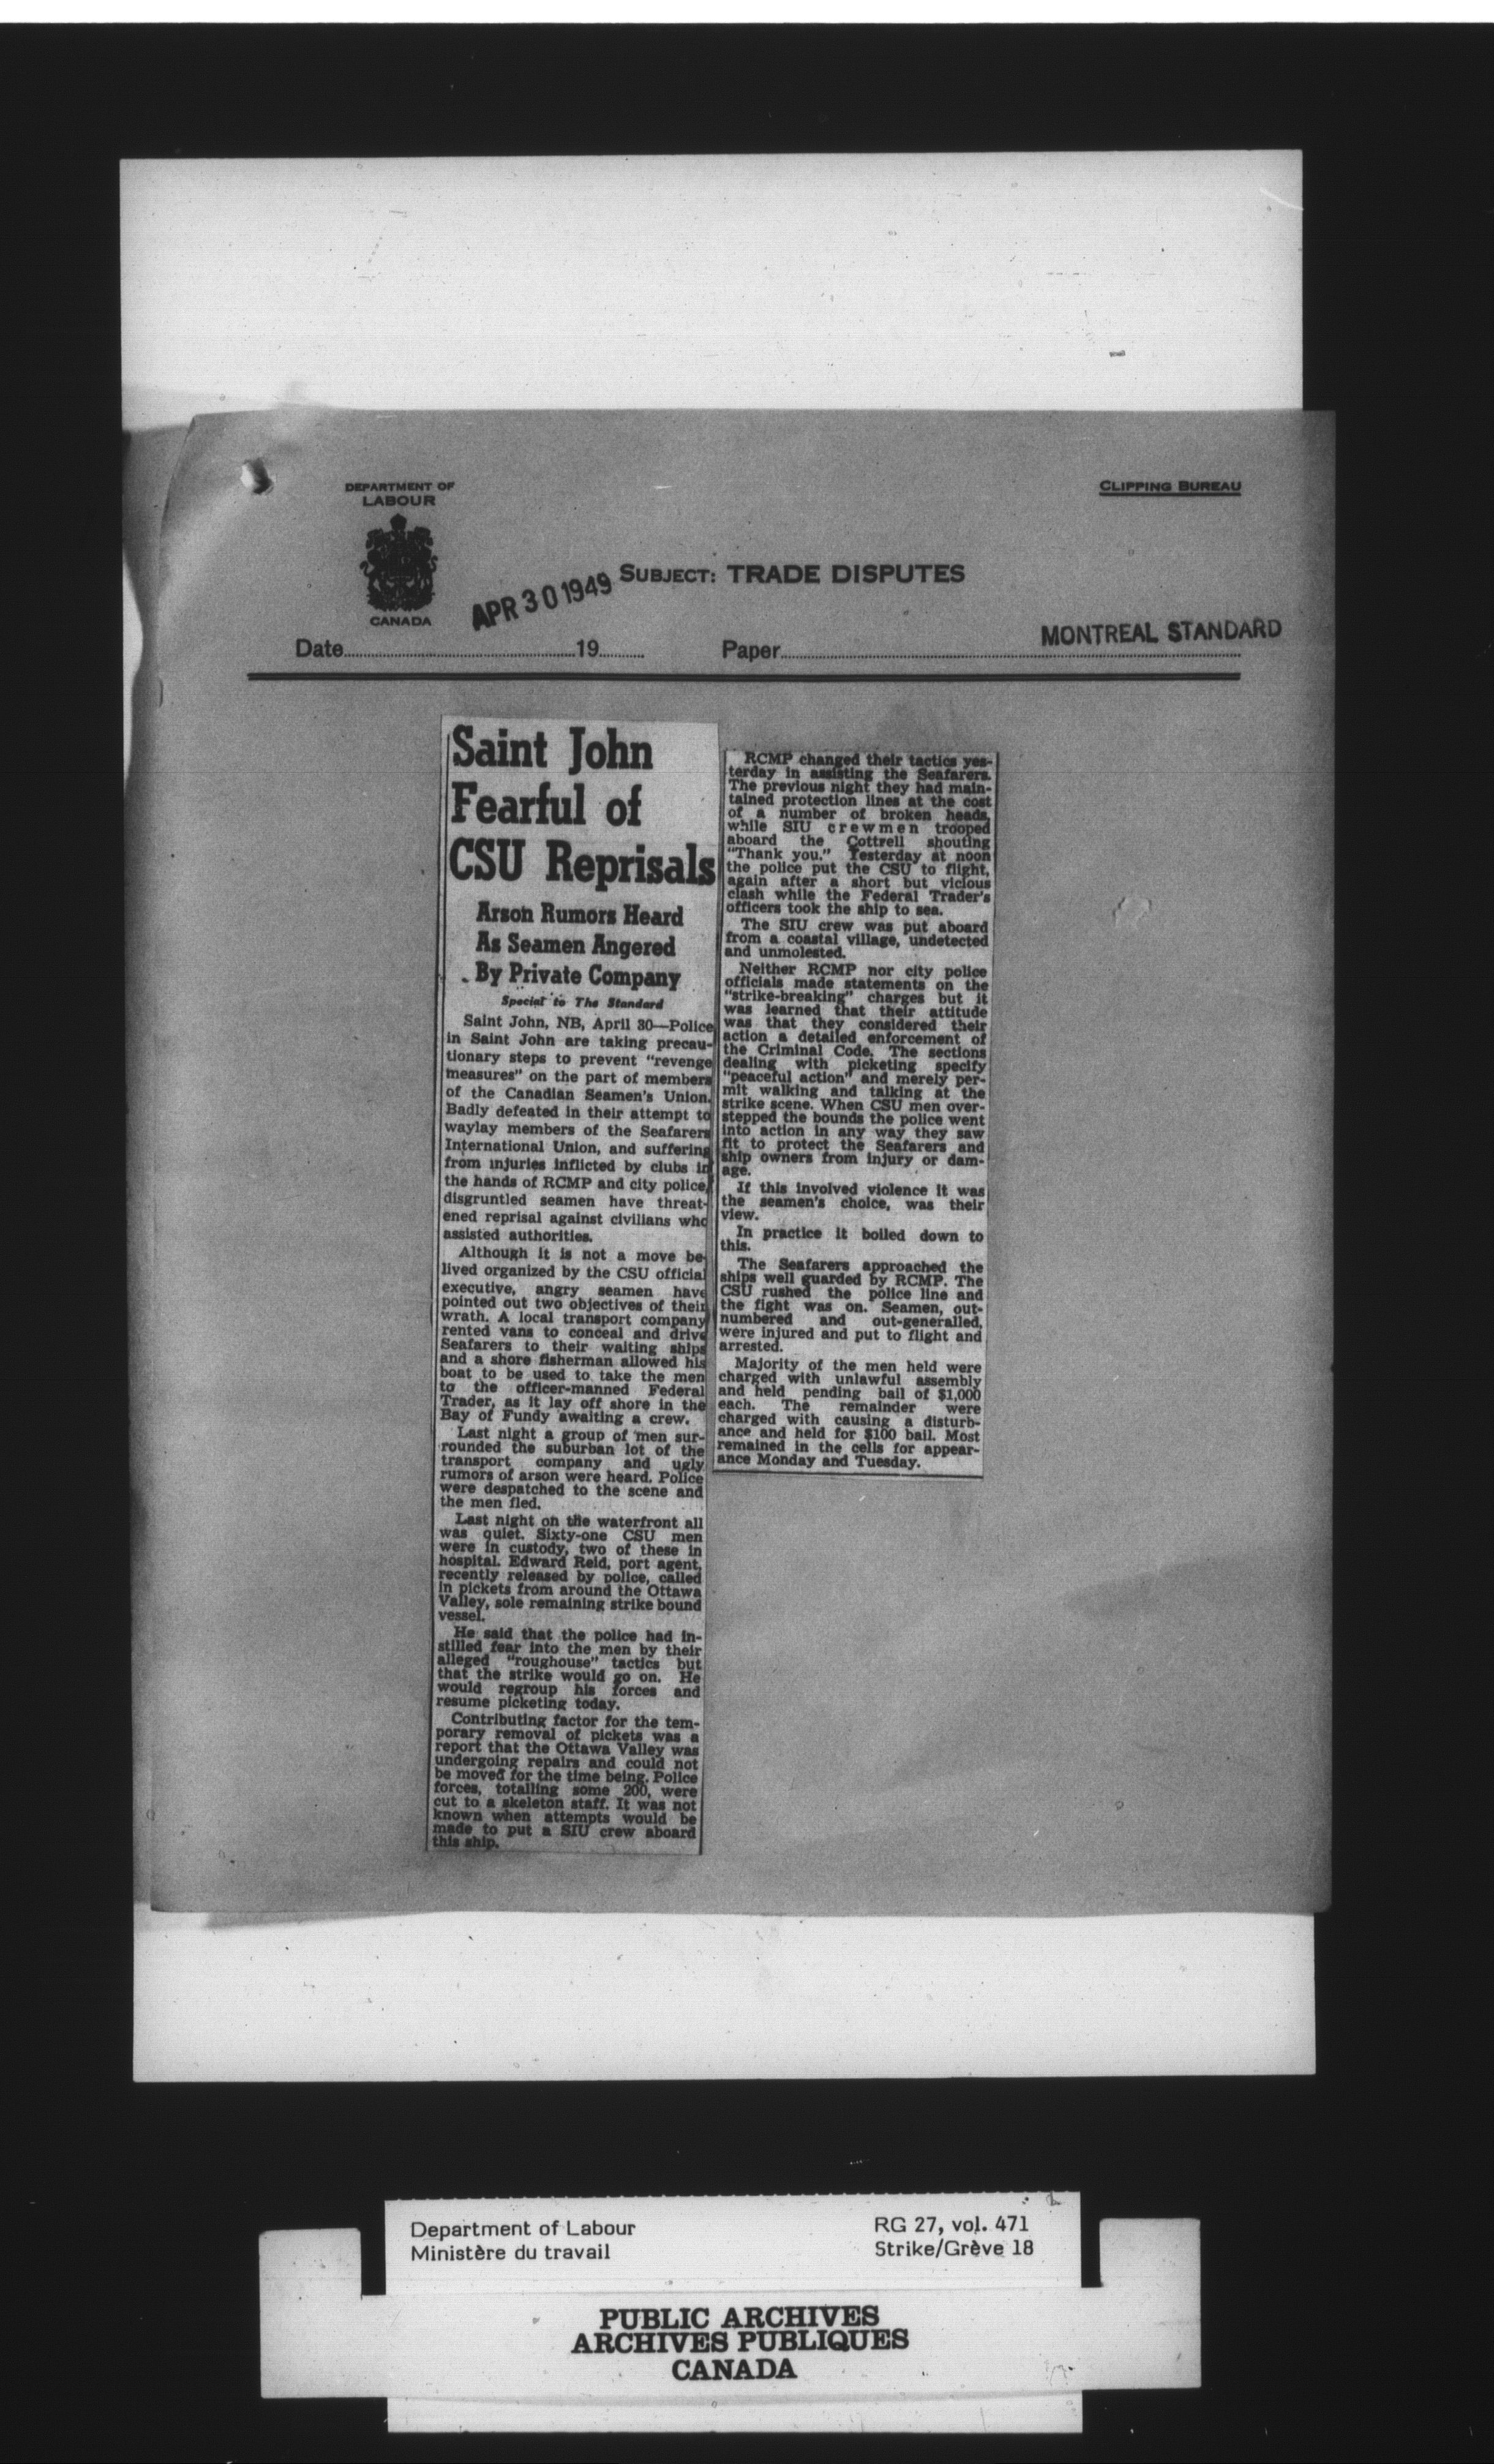 DEPARTMENT OF
LABOUR
CANADA
CLIPPING BUREAU
SUBJECT: TRADE DISPUTES
APR 30 1949
Date 19
Paper MONTREAL STANDARD
Saint John
Fearful of
CSU Reprisals
Arson Rumors Heard
As Seamen Angered
By Private Company
Special to The Standard
Saint John, NB, April 30—Police
in Saint John are taking precau-
tionary steps to prevent "revenge
measures" on the part of members
of the Canadian Seamen's Union.
Badly defeated in their attempt to
waylay members of the Seafarers
International Union, and suffering
from injuries inflicted by clubs in
the hands of RCMP and city police,
disgruntled seamen have threat-
ened reprisal against civilians who
assisted authorities.
Although it is not a move be-
lived organized by the CSU official
executive, angry seamen have
pointed out two objectives of their
wrath. A local transport company
rented vans to conceal and drive
Seafarers to their waiting ships
and a shore fisherman allowed his
boat to be used to take the men
to the officer-manned Federal
Trader, as it lay off shore in the
Bay of Fundy awaiting a crew.
Last night a group of men sur-
rounded the suburban lot of the
transport company and ugly
rumors of arson were heard. Police
were despatched to the scene and
the men fled.
Last night on the waterfront all
was quiet. Sixty-one CSU men
were in custody, two of these in
hospital. Edward Reid, port agent,
recently released by police, called
in pickets from around the Ottawa
Valley, sole remaining strike bound
vessel.
He said that the police had in-
stilled fear into the men by their
alleged "roughouse" tactics but
that the strike would go on. He
would regroup his forces and
resume picketing today.
Contributing factor for the tem-
porary removal of pickets was a
report that the Ottawa Valley was
undergoing repairs and could not
be moved for the time being. Police
forces, totalling some 200, were
cut to a skeleton staff. It was not
known when attempts would be
made to put a SIU crew aboard
this ship.
RCMP changed their tactics yes-
terday in assisting the Seafarers.
The previous night they had main-
tained protection lines at the cost
of a number of broken heads,
while SIU crewmen trooped
aboard the Cottrell shouting
"Thank you." Yesterday at noon
the police put the CSU to flight,
again after a short but vicious
clash while the Federal Trader's
officers took the ship to sea.
The SIU crew was put aboard
from a coastal village, undetected
and unmolested.
Neither RCMP nor city police
officials made statements on the
"strike-breaking" charges but it
was learned that their attitude
was that they considered their
action a detailed enforcement of
the Criminal Code. The sections
dealing with picketing specify
"peaceful action" and merely per-
mit walking and talking at the
strike scene. When CSU men over-
stepped the bounds the police went
into action in any way they saw
fit to protect the Seafarers and
ship owners from injury or dam-
age.
If this involved violence it was
the seamen's choice, was their
view.
In practice it boiled down to
this.
The Seafarers approached the
ships well guarded by RCMP. The
CSU rushed the police line and
the fight was on. Seamen, out-
numbered and out-generalled,
were injured and put to flight and
arrested.
Majority of the men held were
charged with unlawful assembly
and held pending bail of $1,000
each. The remainder were
charged with causing a disturb-
ance and held for $100 bail. Most
remained in the cells for appear-
ance Monday and Tuesday.
Department of Labour
Ministère du travail
RG 27, vol. 471
Strike/Grève 18
PUBLIC ARCHIVES
ARCHIVES PUBLIQUES
CANADA